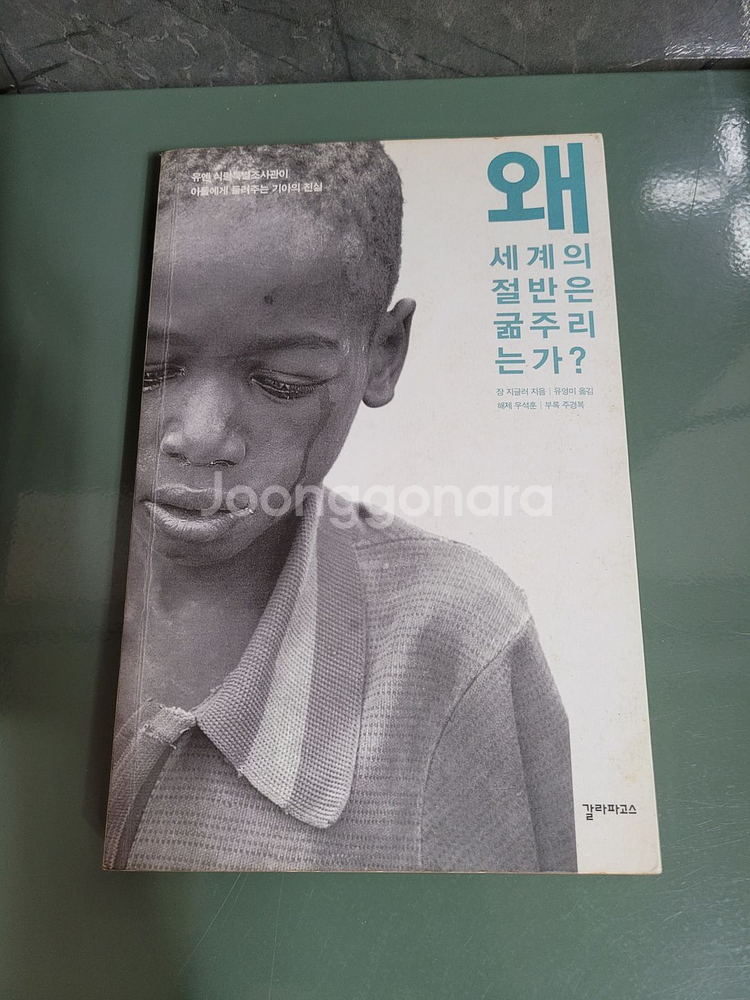 유엔 식량특별조사관이
아들에게 들려주는 기아의 진실
왜
세계의
절반은
굶주리
는가?
장 지글러 지음 | 유영미 옮김
해제 우석훈 | 부록 주경복
Joonggonara
갈라파고스